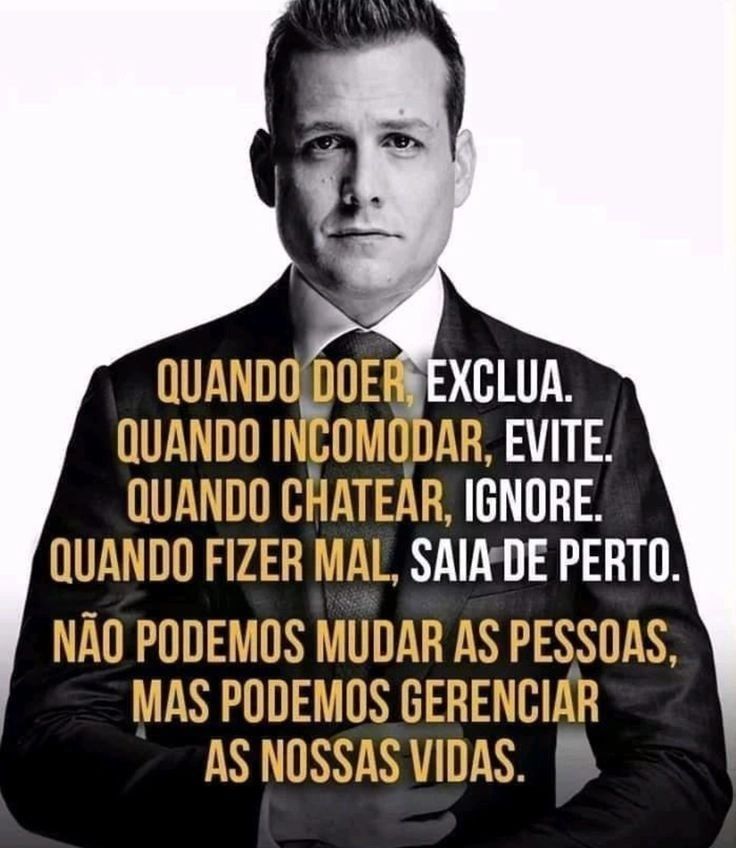 QUANDO DOER, EXCLUA.
QUANDO INCOMODAR, EVITE.
QUANDO CHATEAR, IGNORE.
QUANDO FIZER MAL, SAIA DE PERTO.
NÃO PODEMOS MUDAR AS PESSOAS,
MAS PODEMOS GERENCIAR
AS NOSSAS VIDAS.